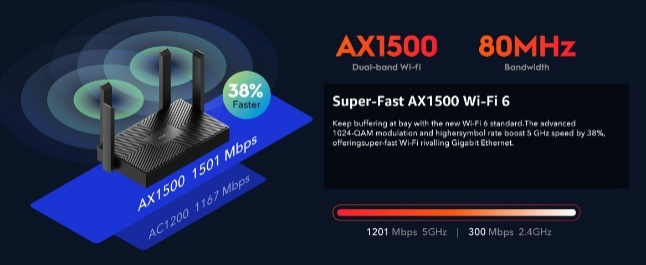 AX1500
Dual-band Wi-fi
80MHz
Bandwidth
38%
Faster
AX1500 1501 Mbps
AC1200 1167 Mbps
Super-Fast AX1500 Wi-Fi 6
Keep buffering at bay with the new Wi-Fi 6 standard.The advanced
1024-QAM modulation and highersymbol rate boost 5 GHz speed by 38%,
offeringsuper-fast Wi-Fi rivalling Gigabit Ethernet.
1201 Mbps 5GHz | 300 Mbps 2.4GHz